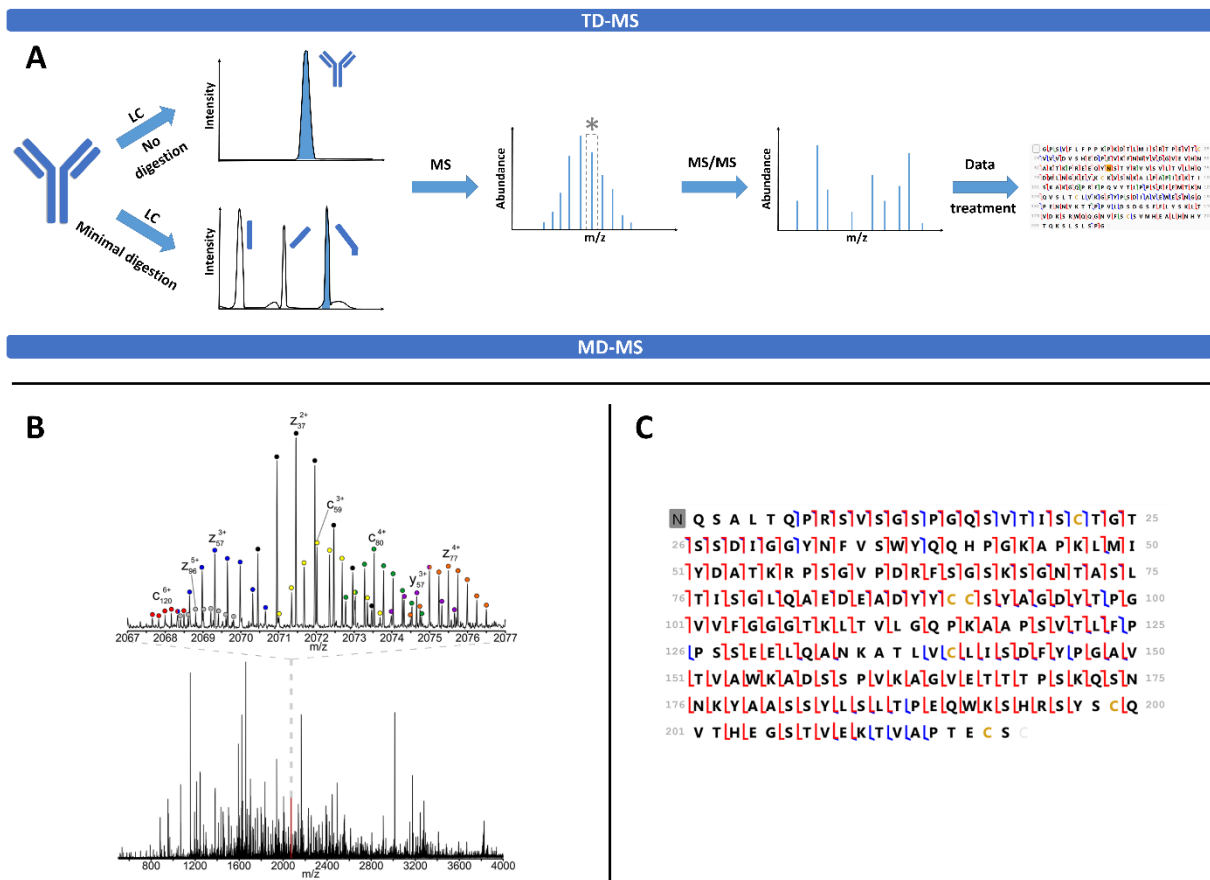 TD-MS
A
LC
No
digestion
LC
Minimal digestion
Intensity
Intensity
MS
*
Abundance
m/z
MS/MS
Abundance
m/z
Data
treatment
MD-MS
B
z37 2+
c59 3+
z57 3+
c80 4+
z77 4+
z96 5+
y57 3+
c120 6+
2067 2068 2069 2070 2071 2072 2073 2074 2075 2076 2077
m/z
800 1200 1600 2000 2400 2800 3200 3600 4000
m/z
C
N Q S A L T Q P R S V S G S P G Q S V T I S C T G T 25
26 S S D I G G Y N F V S W Y Q Q H P G K A P K L M I 50
51 Y D A T K R P S G V P D R F S G S K S G N T A S L 75
76 T I S G L Q A E D E A D Y Y C C S Y A G D Y T P G 100
101 V V F G G G T K L T V L G Q P K A A P S V T L F P 125
126 P S S E E L Q A N K A T L V C L I S D F Y P G A V 150
151 T V A W K A D S S P V K A G V E T T T P S K Q S N 175
176 N K Y A A S S Y L S L T P E Q W K S H R S Y S C Q 200
201 V T H E G S T V E K T V A P T E C S C